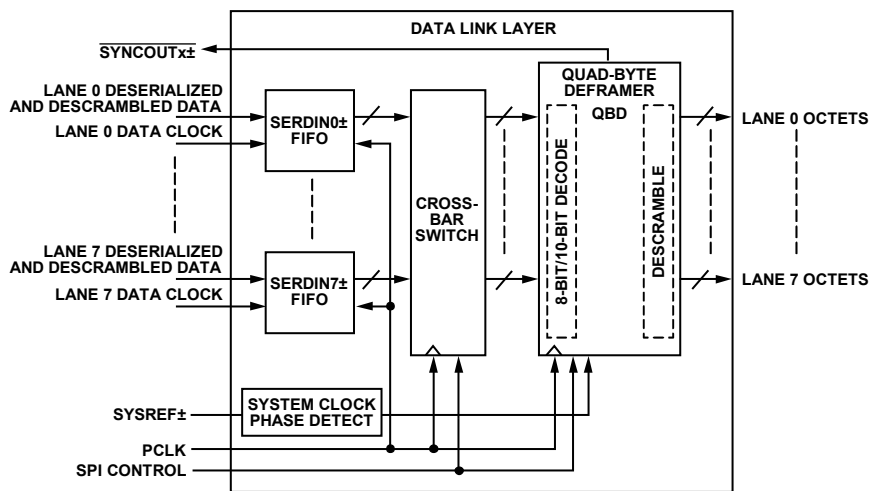 DATA LINK LAYER
SYNCOUTx±
LANE 0 DESERIALIZED
AND DESCRAMBLED DATA
LANE 0 DATA CLOCK
SERDIN0±
FIFO
QUAD-BYTE
DEFRAMER
QBD
LANE 0 OCTETS
CROSS-
BAR
SWITCH
8-BIT/10-BIT DECODE
DESCRAMBLE
LANE 7 DESERIALIZED
AND DESCRAMBLED DATA
LANE 7 DATA CLOCK
SERDIN7±
FIFO
LANE 7 OCTETS
SYSREF±
SYSTEM CLOCK
PHASE DETECT
PCLK
SPI CONTROL